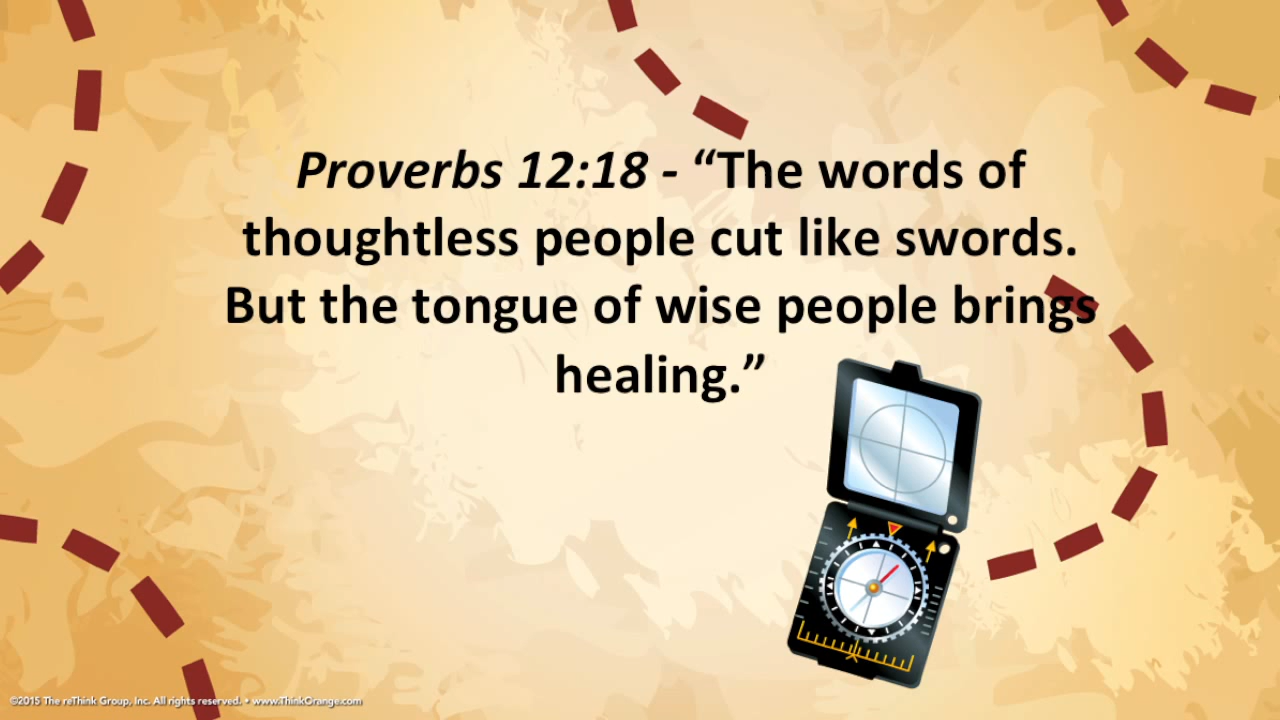 Proverbs 12:18 - “The words of
thoughtless people cut like swords.
But the tongue of wise people brings
healing.”
©2015 The reThink Group, Inc. All rights reserved. • www.ThinkOrange.com